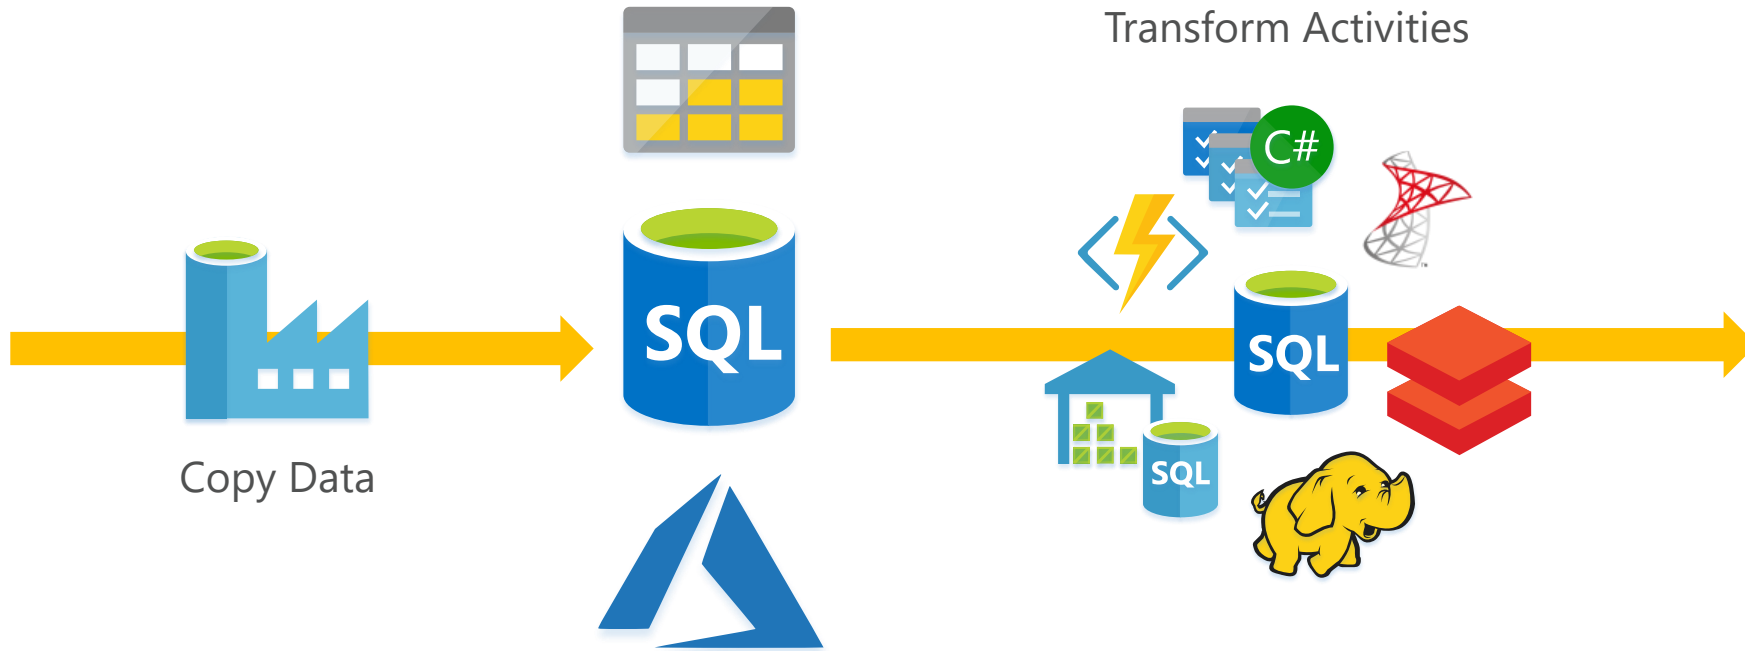 Transform Activities
C#
SQL
SQL
SQL
Copy Data